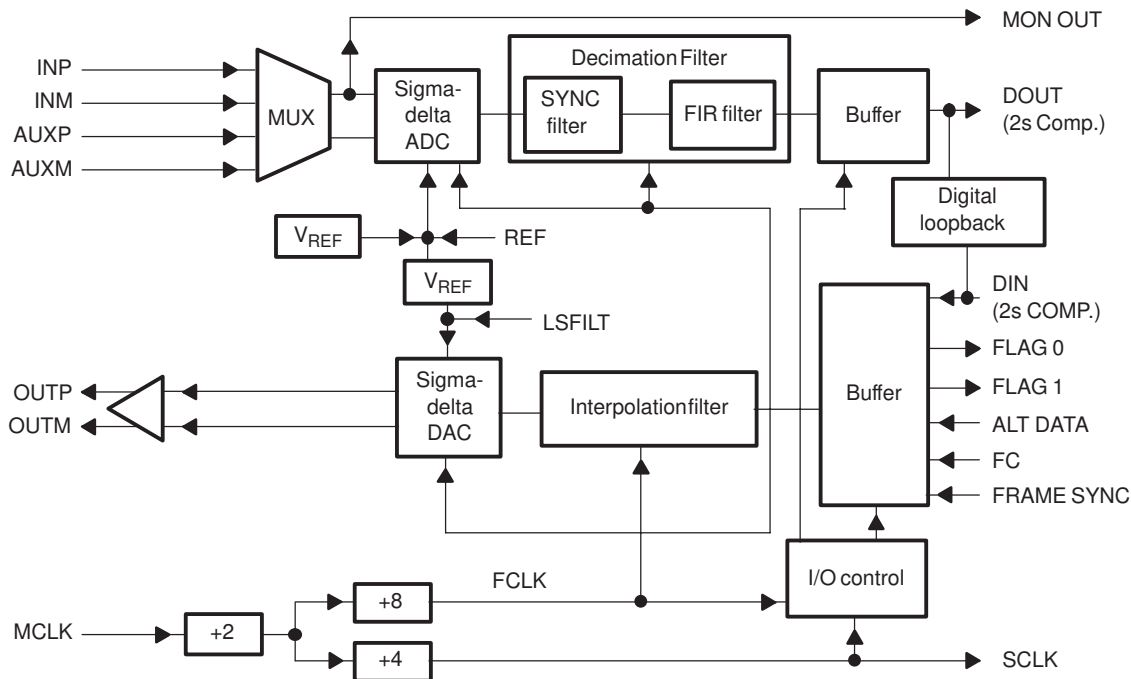 MON OUT
INP
INM
AUXP
AUXM
MUX
Sigma-
delta
ADC
Decimation Filter
SYNC
filter
FIR filter
Buffer
DOUT
(2s Comp.)
Digital
loopback
VREF
REF
VREF
LSFILT
DIN
(2s COMP.)
FLAG 0
FLAG 1
ALT DATA
FC
FRAME SYNC
OUTP
OUTM
Sigma-
delta
DAC
Interpolation filter
Buffer
I/O control
MCLK
+2
+8
FCLK
+4
SCLK